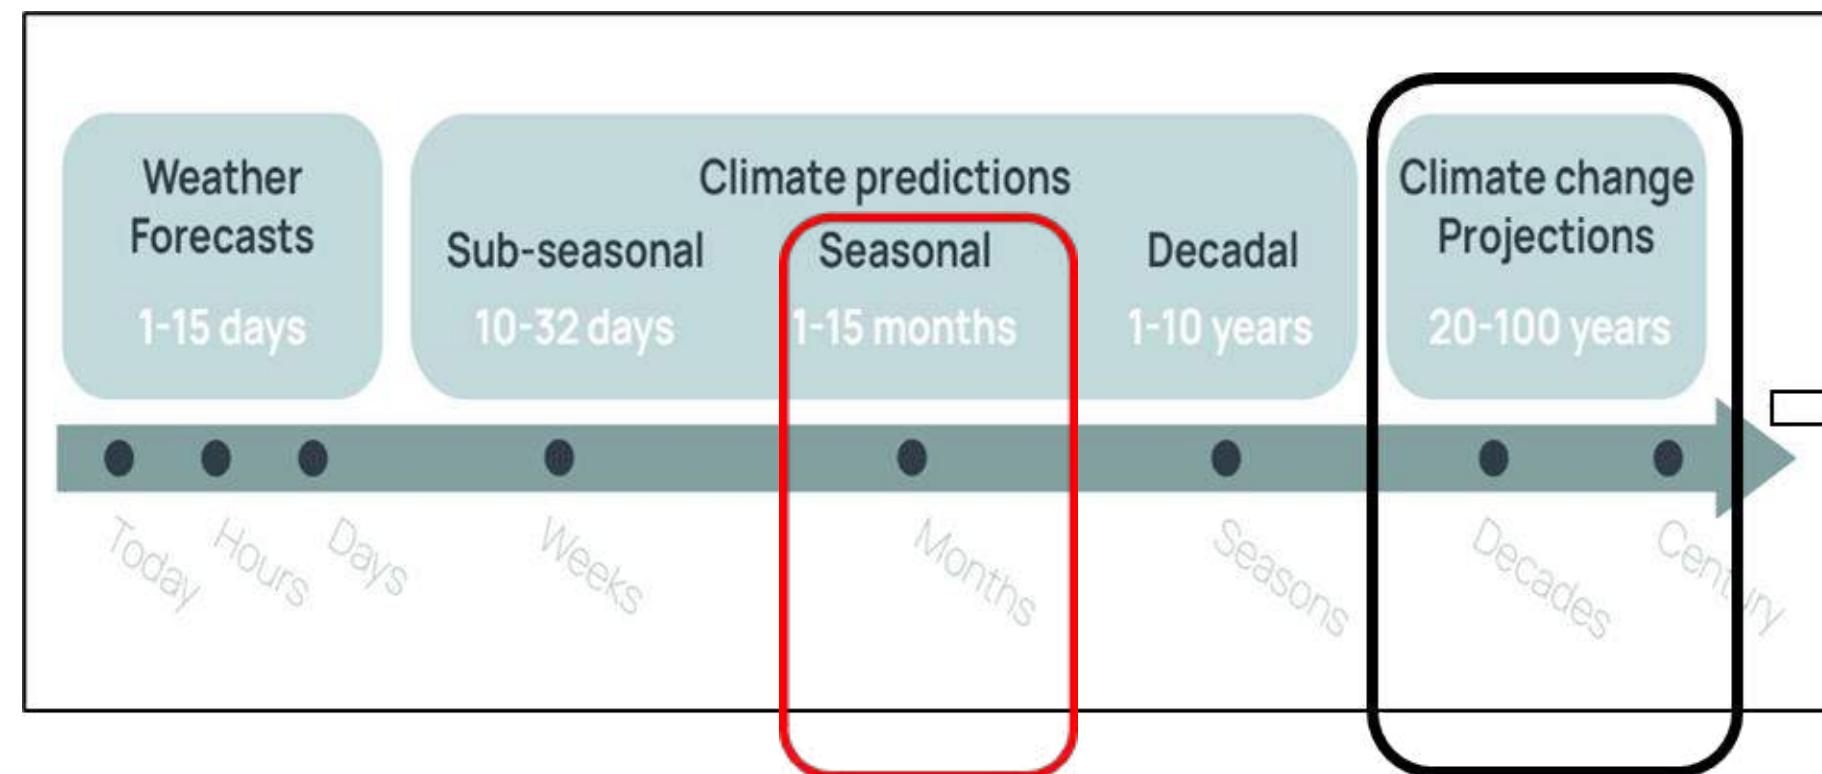 Weather
Forecasts
1-15 days
Climate predictions
Sub-seasonal
10-32 days
Seasonal
1-15 months
Decadal
1-10 years
Climate change
Projections
20-100 years
Today
Hours
Days
Weeks
Months
Seasons
Decades
Century